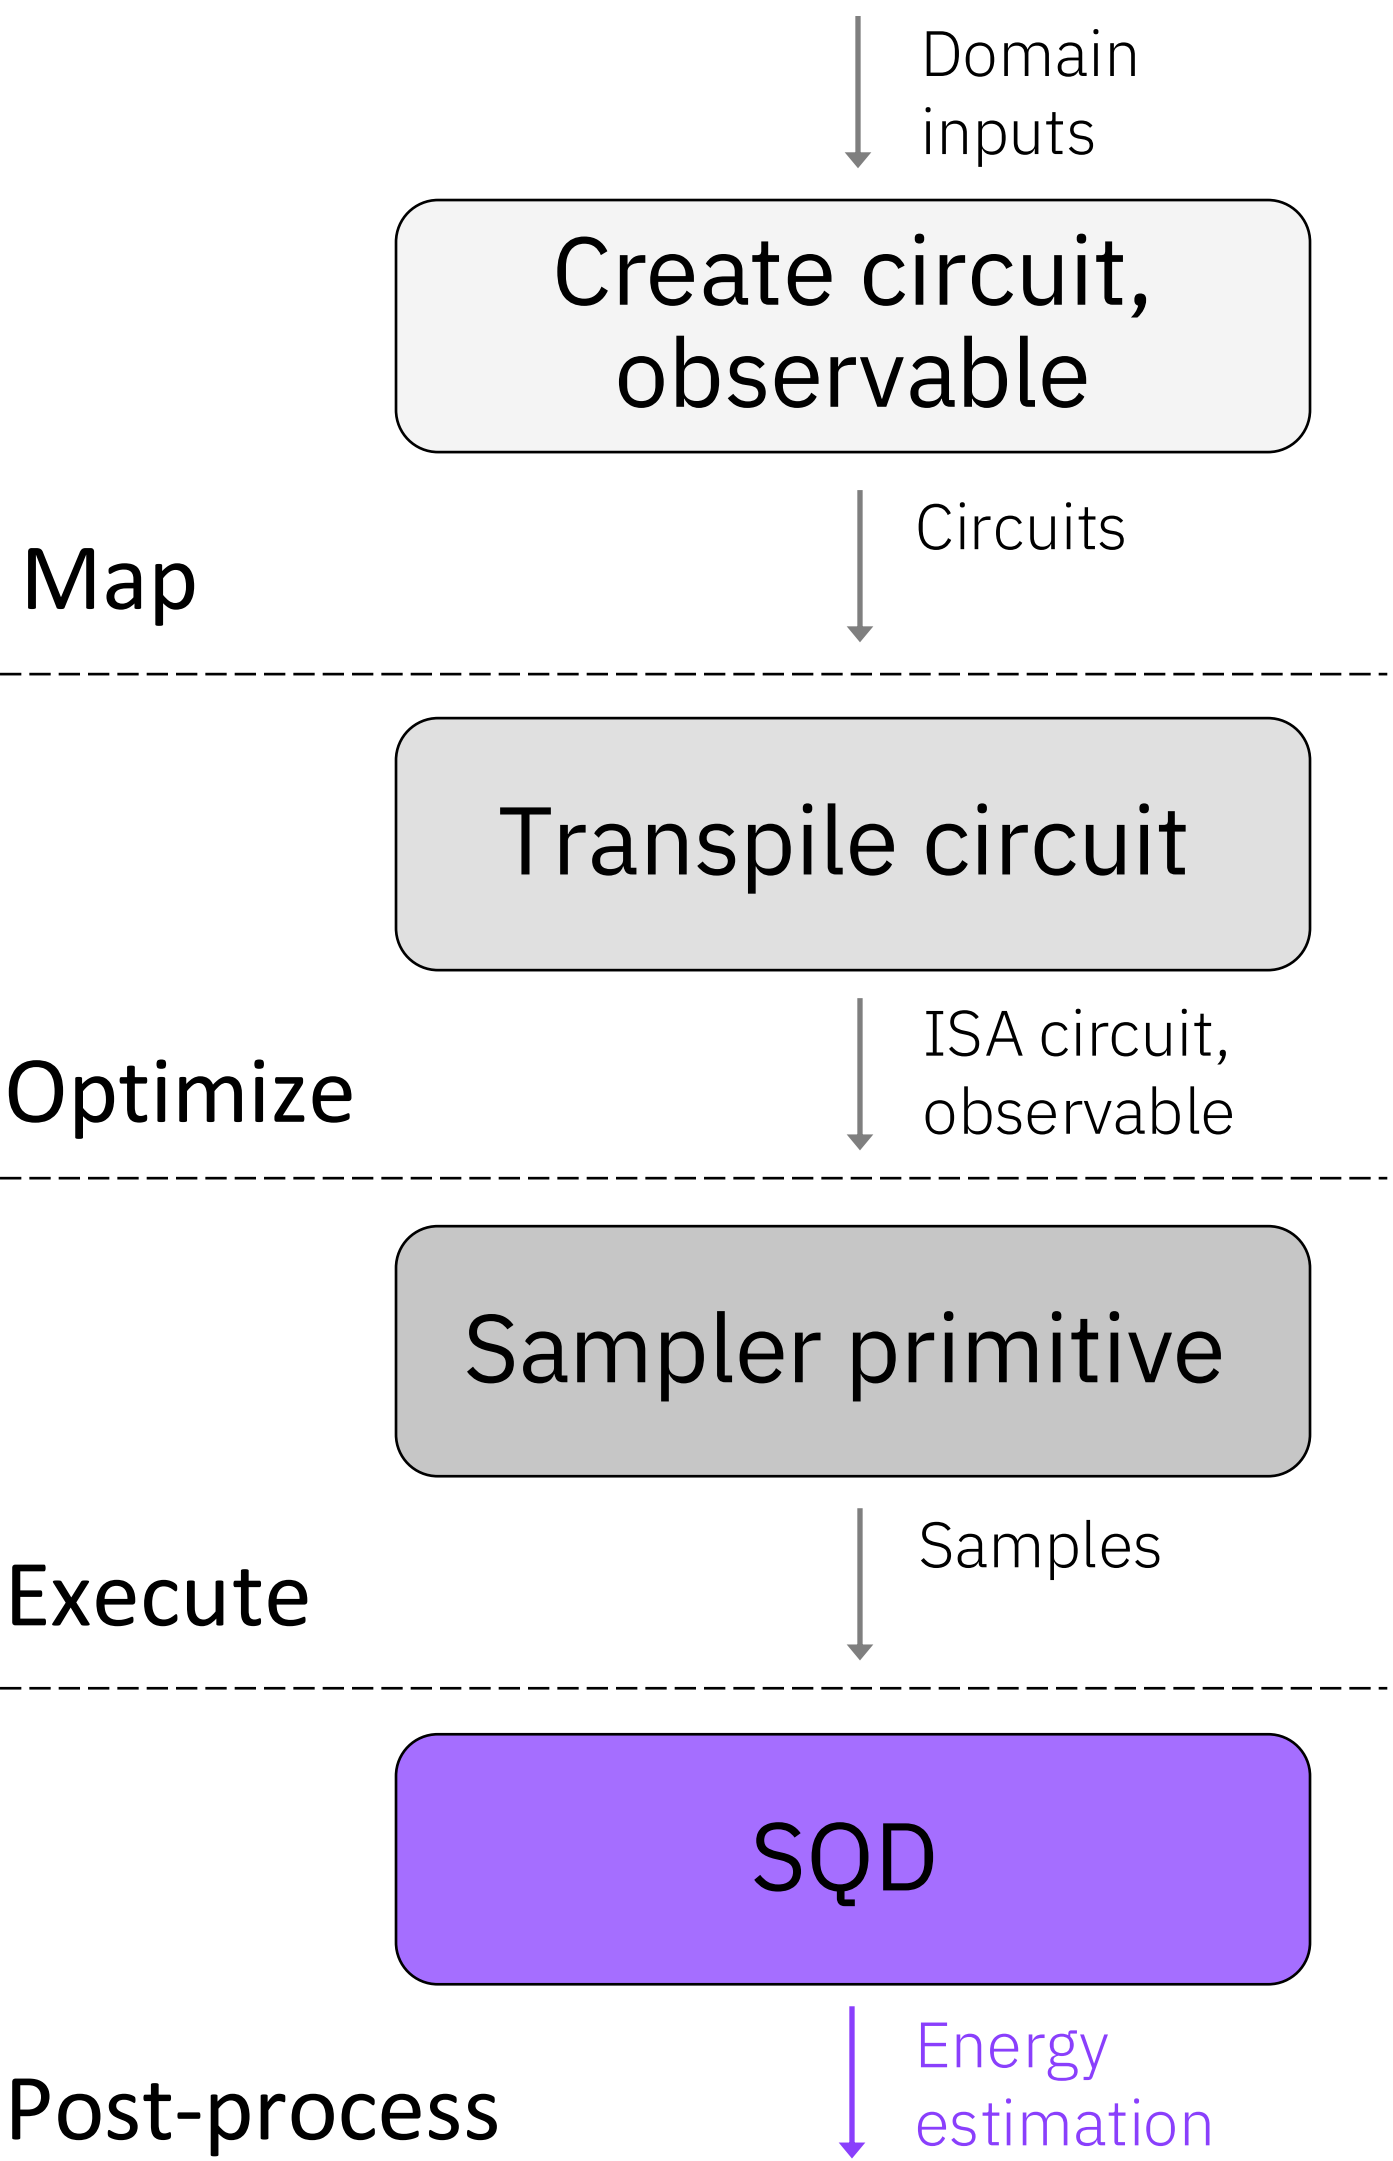 Domain
inputs
Create circuit,
observable
Circuits
Map
Transpile circuit
ISA circuit,
observable
Optimize
Sampler primitive
Samples
Execute
SQD
Energy
estimation
Post-process